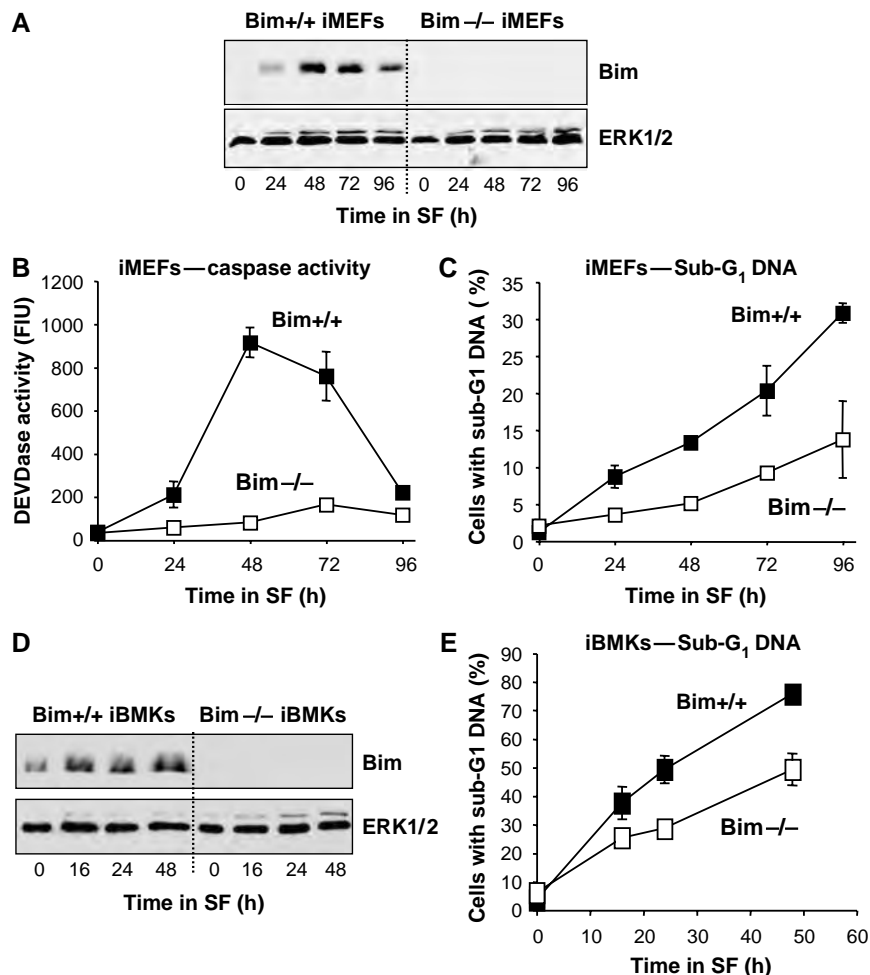 A
Bim+/+ iMEFs Bim –/– iMEFs
Bim
ERK1/2
0 24 48 72 96 0 24 48 72 96
Time in SF (h)
B
iMEFs—caspase activity
DEVDase activity (FIU)
1200
1000
800
600
400
200
0
Bim+/+
Bim–/–
0 24 48 72 96
Time in SF (h)
C
iMEFs—Sub-G1 DNA
Cells with sub-G1 DNA ( %)
35
30
25
20
15
10
5
0
Bim+/+
Bim–/–
0 24 48 72 96
Time in SF (h)
D
Bim+/+ iBMKs Bim –/– iBMKs
Bim
ERK1/2
0 16 24 48 0 16 24 48
Time in SF (h)
E
iBMKs—Sub-G1 DNA
Cells with sub-G1 DNA (%)
90
80
70
60
50
40
30
20
10
0
Bim+/+
Bim–/–
0 10 20 30 40 50 60
Time in SF (h)